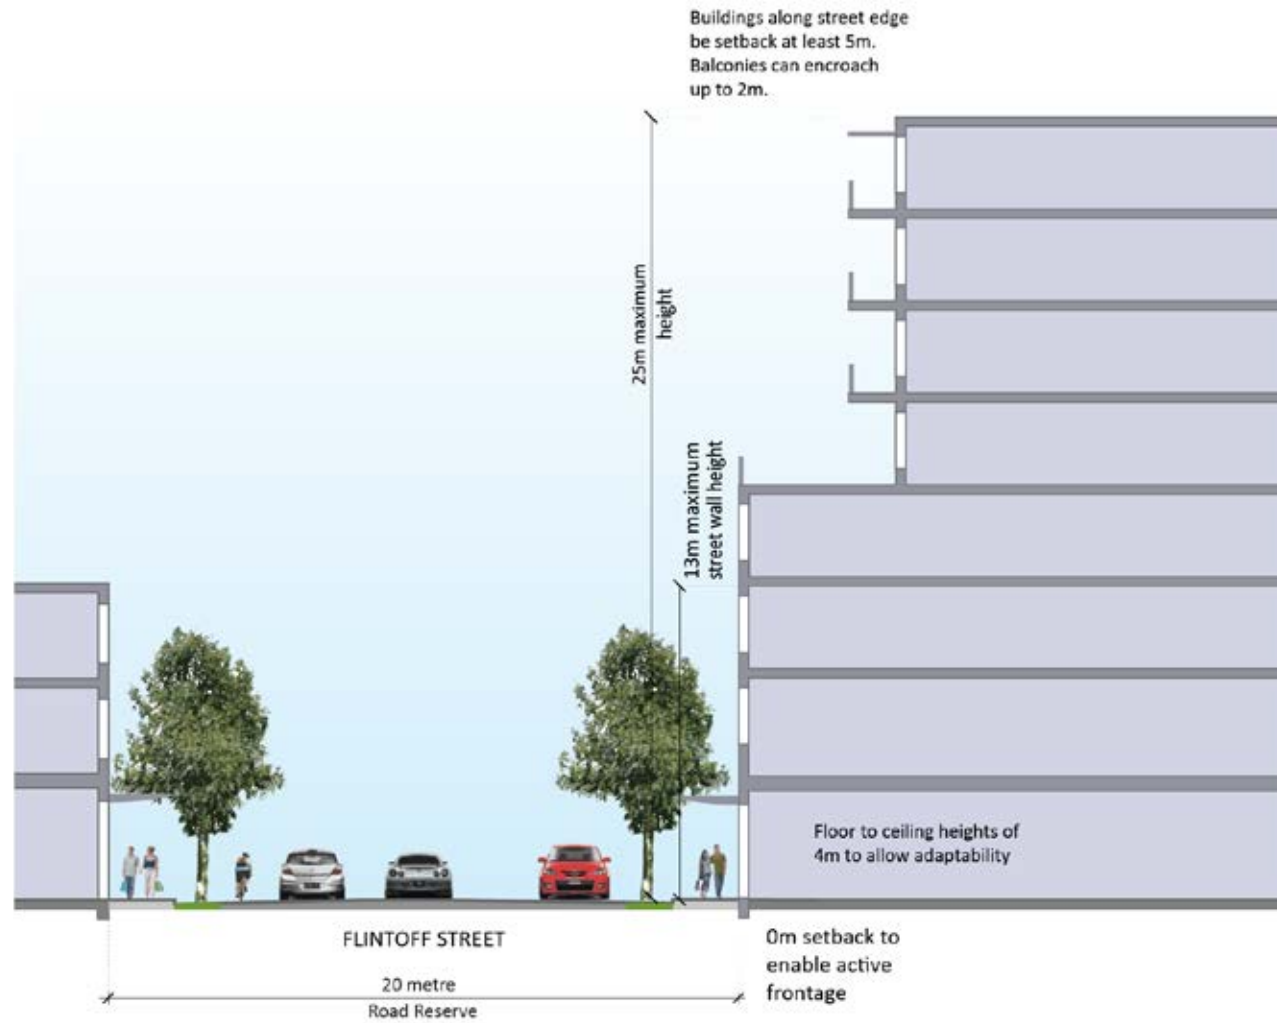 Buildings along street edge
be setback at least 5m.
Balconies can encroach
up to 2m.
25m maximum
height
13m maximum
street wall height
Floor to ceiling heights of
4m to allow adaptability
FLINTOFF STREET
0m setback to
enable active
frontage
20 metre
Road Reserve